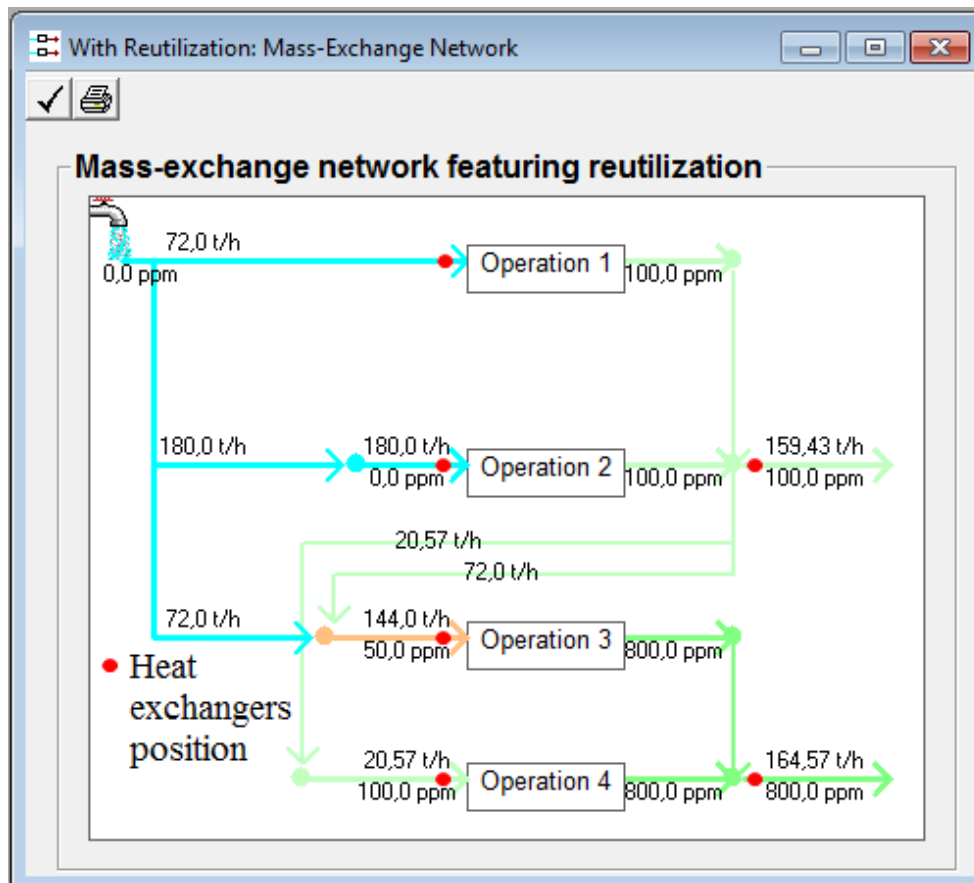 With Reutilization: Mass-Exchange Network
Mass-exchange network featuring reutilization
72,0 t/h
0,0 ppm
Operation 1
100,0 ppm
180,0 t/h
180,0 t/h
0,0 ppm
Operation 2
100,0 ppm
159,43 t/h
100,0 ppm
20,57 t/h
72,0 t/h
72,0 t/h
144,0 t/h
50,0 ppm
Operation 3
800,0 ppm
Heat
exchangers
position
20,57 t/h
100,0 ppm
Operation 4
800,0 ppm
164,57 t/h
800,0 ppm